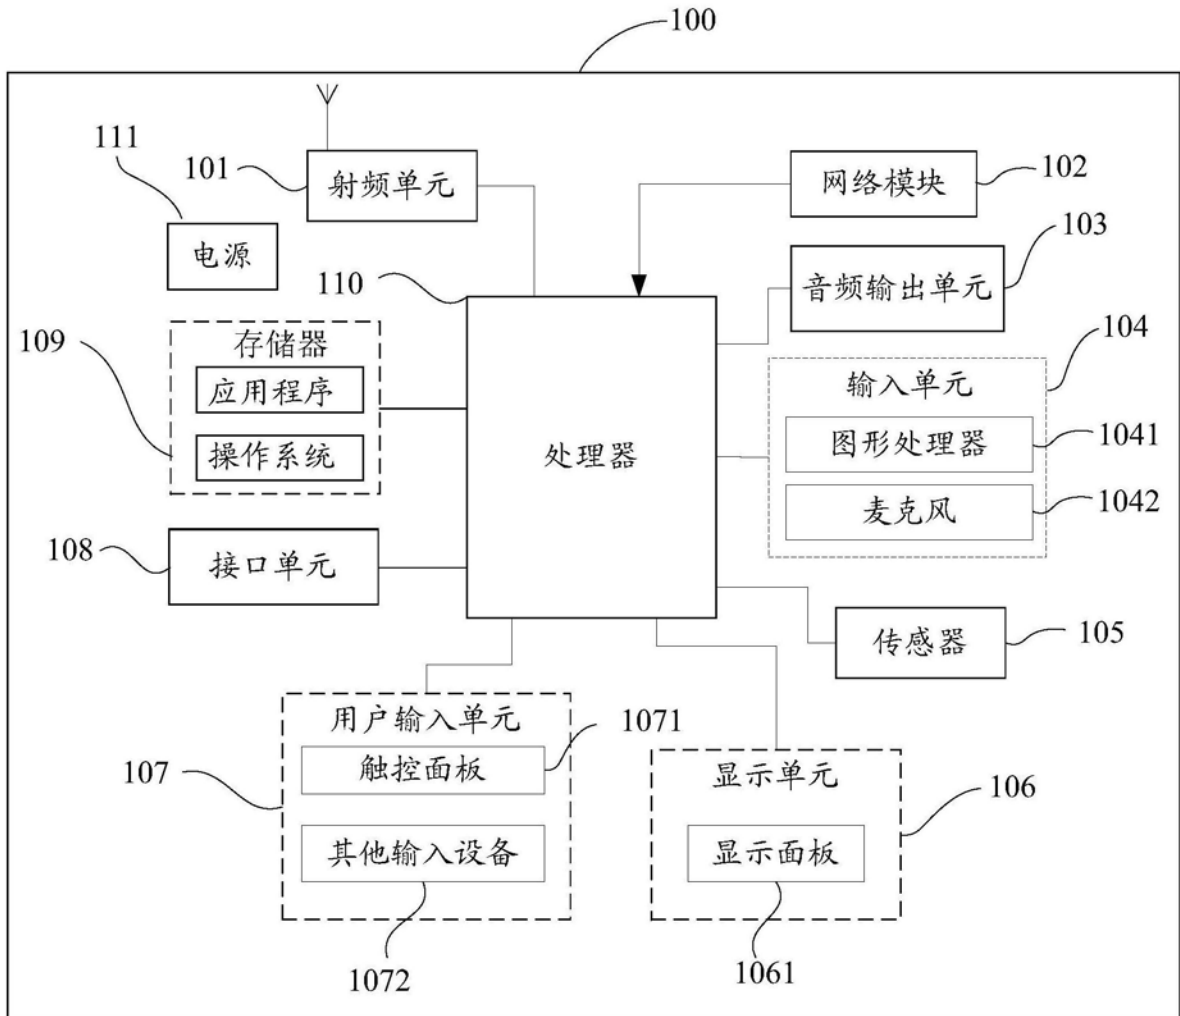 100
111
101
射频单元
网络模块
102
电源
110
音频输出单元
103
109
存储器
应用程序
操作系统
处理器
104
输入单元
图形处理器
1041
麦克风
1042
108
接口单元
传感器
105
用户输入单元
1071
触控面板
107
其他输入设备
1072
显示单元
106
显示面板
1061